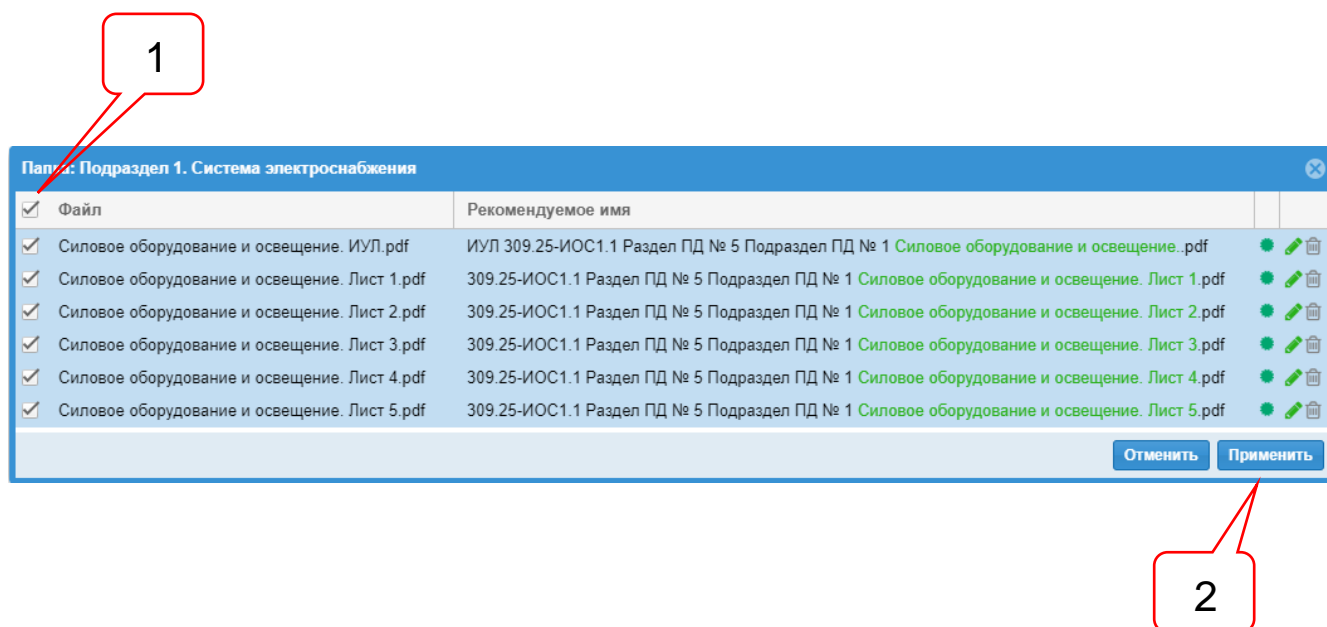 1
Папка: Подраздел 1. Система электроснабжения
Файл Рекомендуемое имя
Силовое оборудование и освещение. ИУЛ.pdf ИУЛ 309.25-ИОС1.1 Раздел ПД № 5 Подраздел ПД № 1 Силовое оборудование и освещение..pdf
Силовое оборудование и освещение. Лист 1.pdf 309.25-ИОС1.1 Раздел ПД № 5 Подраздел ПД № 1 Силовое оборудование и освещение. Лист 1.pdf
Силовое оборудование и освещение. Лист 2.pdf 309.25-ИОС1.1 Раздел ПД № 5 Подраздел ПД № 1 Силовое оборудование и освещение. Лист 2.pdf
Силовое оборудование и освещение. Лист 3.pdf 309.25-ИОС1.1 Раздел ПД № 5 Подраздел ПД № 1 Силовое оборудование и освещение. Лист 3.pdf
Силовое оборудование и освещение. Лист 4.pdf 309.25-ИОС1.1 Раздел ПД № 5 Подраздел ПД № 1 Силовое оборудование и освещение. Лист 4.pdf
Силовое оборудование и освещение. Лист 5.pdf 309.25-ИОС1.1 Раздел ПД № 5 Подраздел ПД № 1 Силовое оборудование и освещение. Лист 5.pdf
Отменить Применить
2